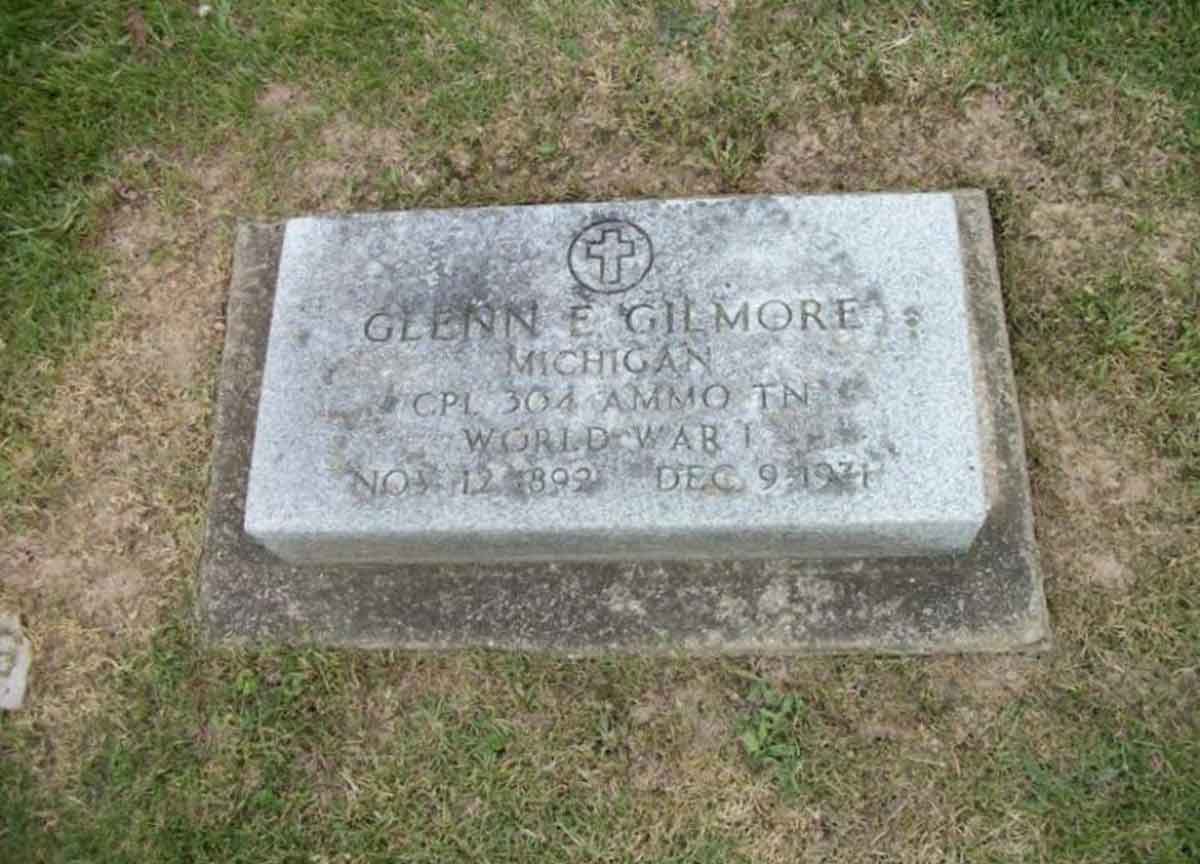 GLENN E GILMORE
MICHIGAN
CPL 304 AMMO TN
WORLD WAR I
NOV 12 1892 DEC 9 1971